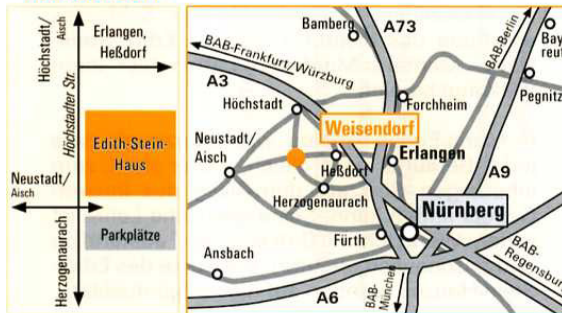 Höchstadt/
Aisch
Erlangen,
Heßdorf
Höchstadter Str.
Edith-Stein-
Haus
Neustadt/
Aisch
Parkplätze
Herzogenaurach
Bamberg
A73
BAB-Berlin/
Bay
reut
BAB-Frankfurt/Würzburg
A3
Pegnitz
Höchstadt
Forchheim
Weisendorf
Neustadt/
Aisch
Heßdorf
Erlangen
A9
Herzogenaurach
Nürnberg
Fürth
Ansbach
BAB-
Regensburg
A6
BAB-
München